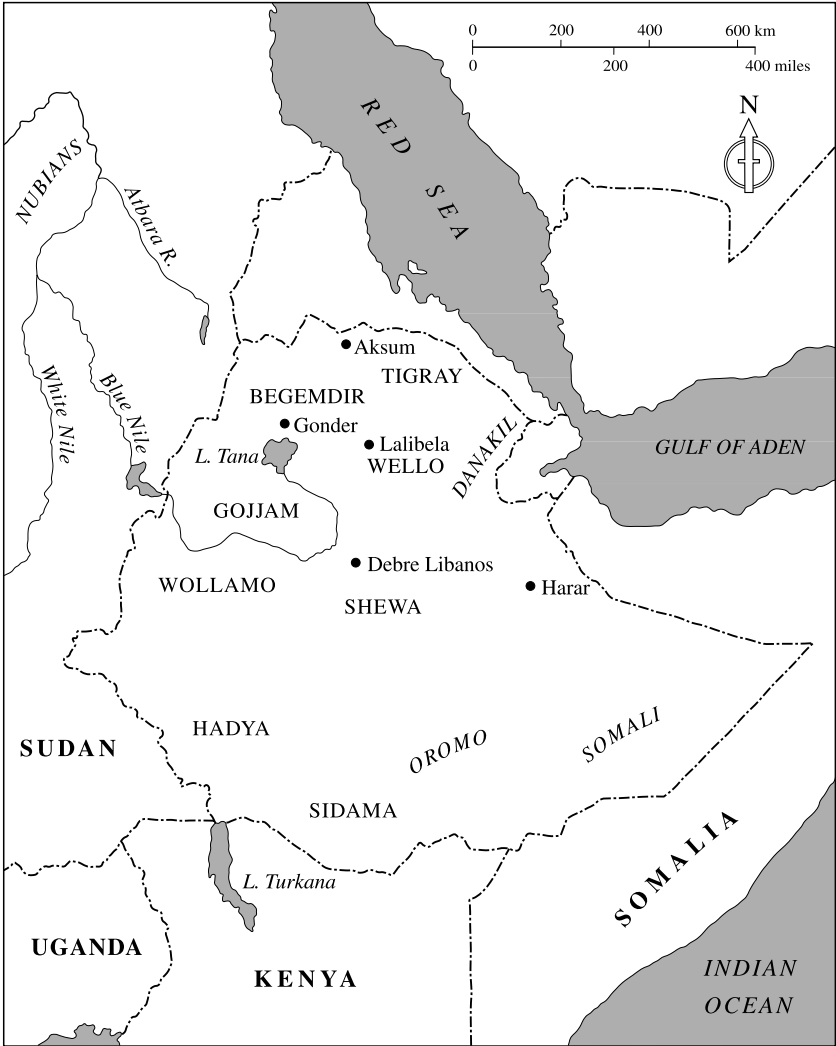 0 200 400 600 km
0 200 400 miles
N
RED SEA
NUBIANS
Atbara R.
Aksum
TIGRAY
White Nile
Blue Nile
BEGEMDIR
Gonder
L. Tana
Lalibela
WELLO
DANAKIL
GULF OF ADEN
GOJJAM
Debre Libanos
WOLLAMO
Harar
SHEWA
HADYA
SUDAN
OROMO
SOMALI
SIDAMA
SOMALIA
L. Turkana
UGANDA
KENYA
INDIAN
OCEAN